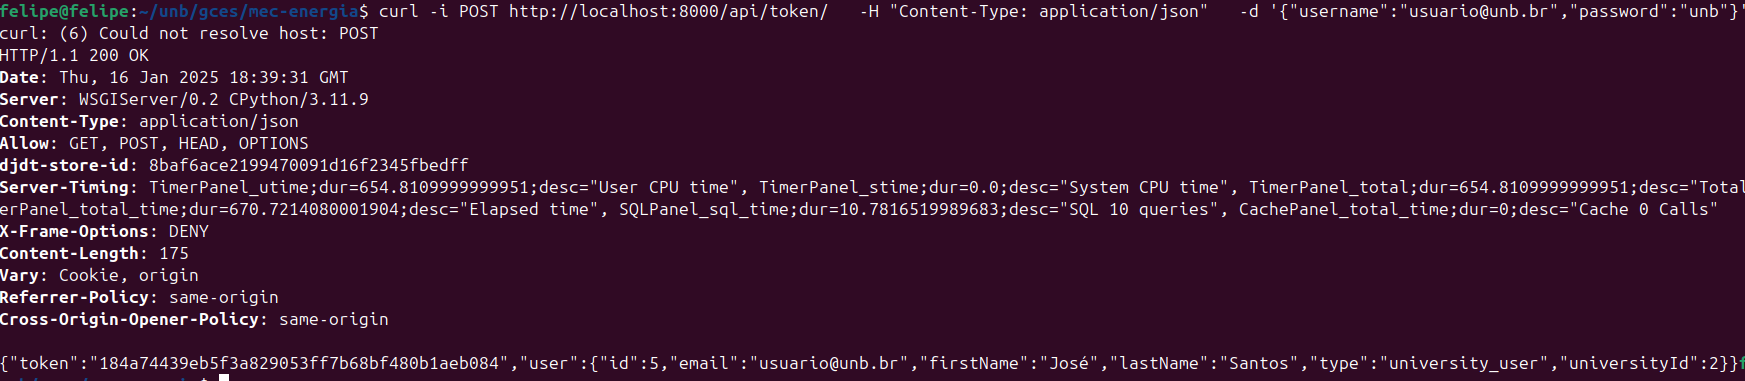 felipe@felipe:~/unb/gces/mec-energia$ curl -i POST http://localhost:8000/api/token/   -H "Content-Type: application/json"   -d '{"username":"usuario@unb.br","password":"unb"}'
curl: (6) Could not resolve host: POST
HTTP/1.1 200 OK
Date: Thu, 16 Jan 2025 18:39:31 GMT
Server: WSGIServer/0.2 CPython/3.11.9
Content-Type: application/json
Allow: GET, POST, HEAD, OPTIONS
djdt-store-id: 8baf6ace2199470091d16f2345fbedff
Server-Timing: TimerPanel_utime;dur=654.8109999999951;desc="User CPU time", TimerPanel_stime;dur=0.0;desc="System CPU time", TimerPanel_total;dur=654.8109999999951;desc="Total
erPanel_total_time;dur=670.7214080001904;desc="Elapsed time", SQLPanel_sql_time;dur=10.7816519989683;desc="SQL 10 queries", CachePanel_total_time;dur=0;desc="Cache 0 Calls"
X-Frame-Options: DENY
Content-Length: 175
Vary: Cookie, origin
Referrer-Policy: same-origin
Cross-Origin-Opener-Policy: same-origin
{"token":"184a74439eb5f3a829053ff7b68bf480b1aeb084","user":{"id":5,"email":"usuario@unb.br","firstName":"José","lastName":"Santos","type":"university_user","universityId":2}}f